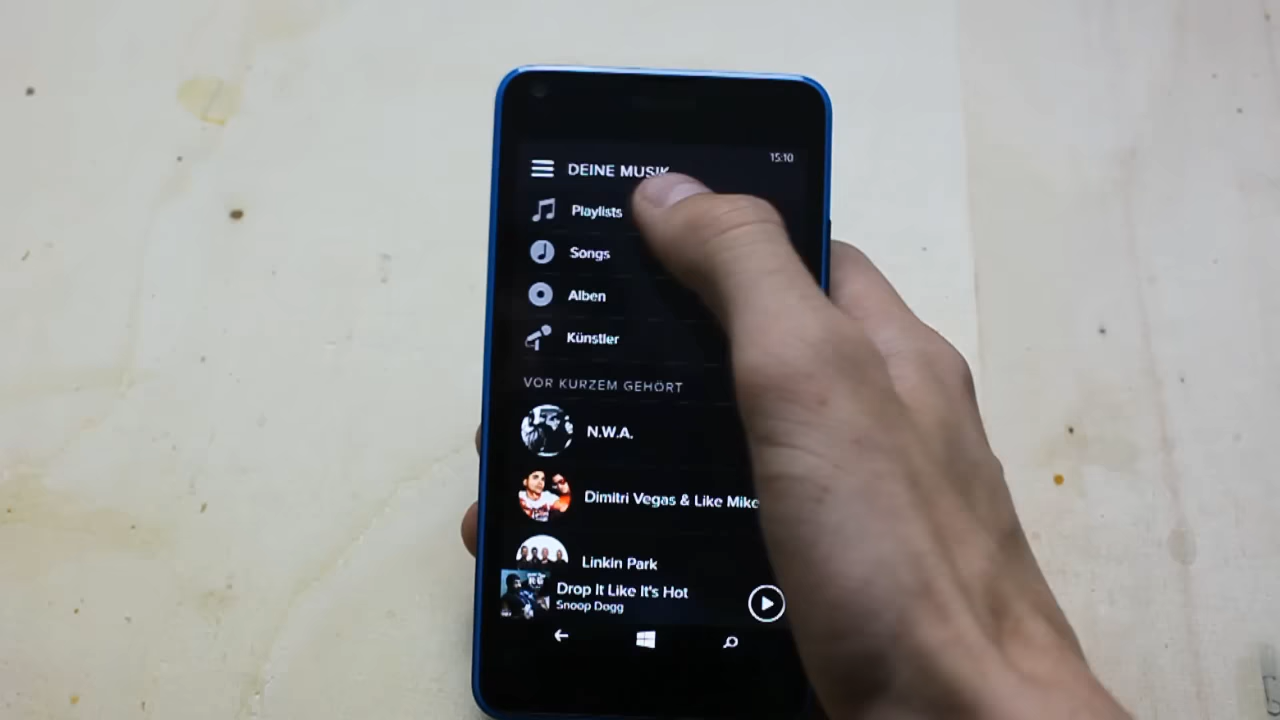 15:10
DEINE MUSIK
Playlists
Songs
Alben
Künstler
VOR KURZEM GEHÖRT
N.W.A.
Dimitri Vegas & Like Mike
Linkin Park
Drop It Like It's Hot
Snoop Dogg